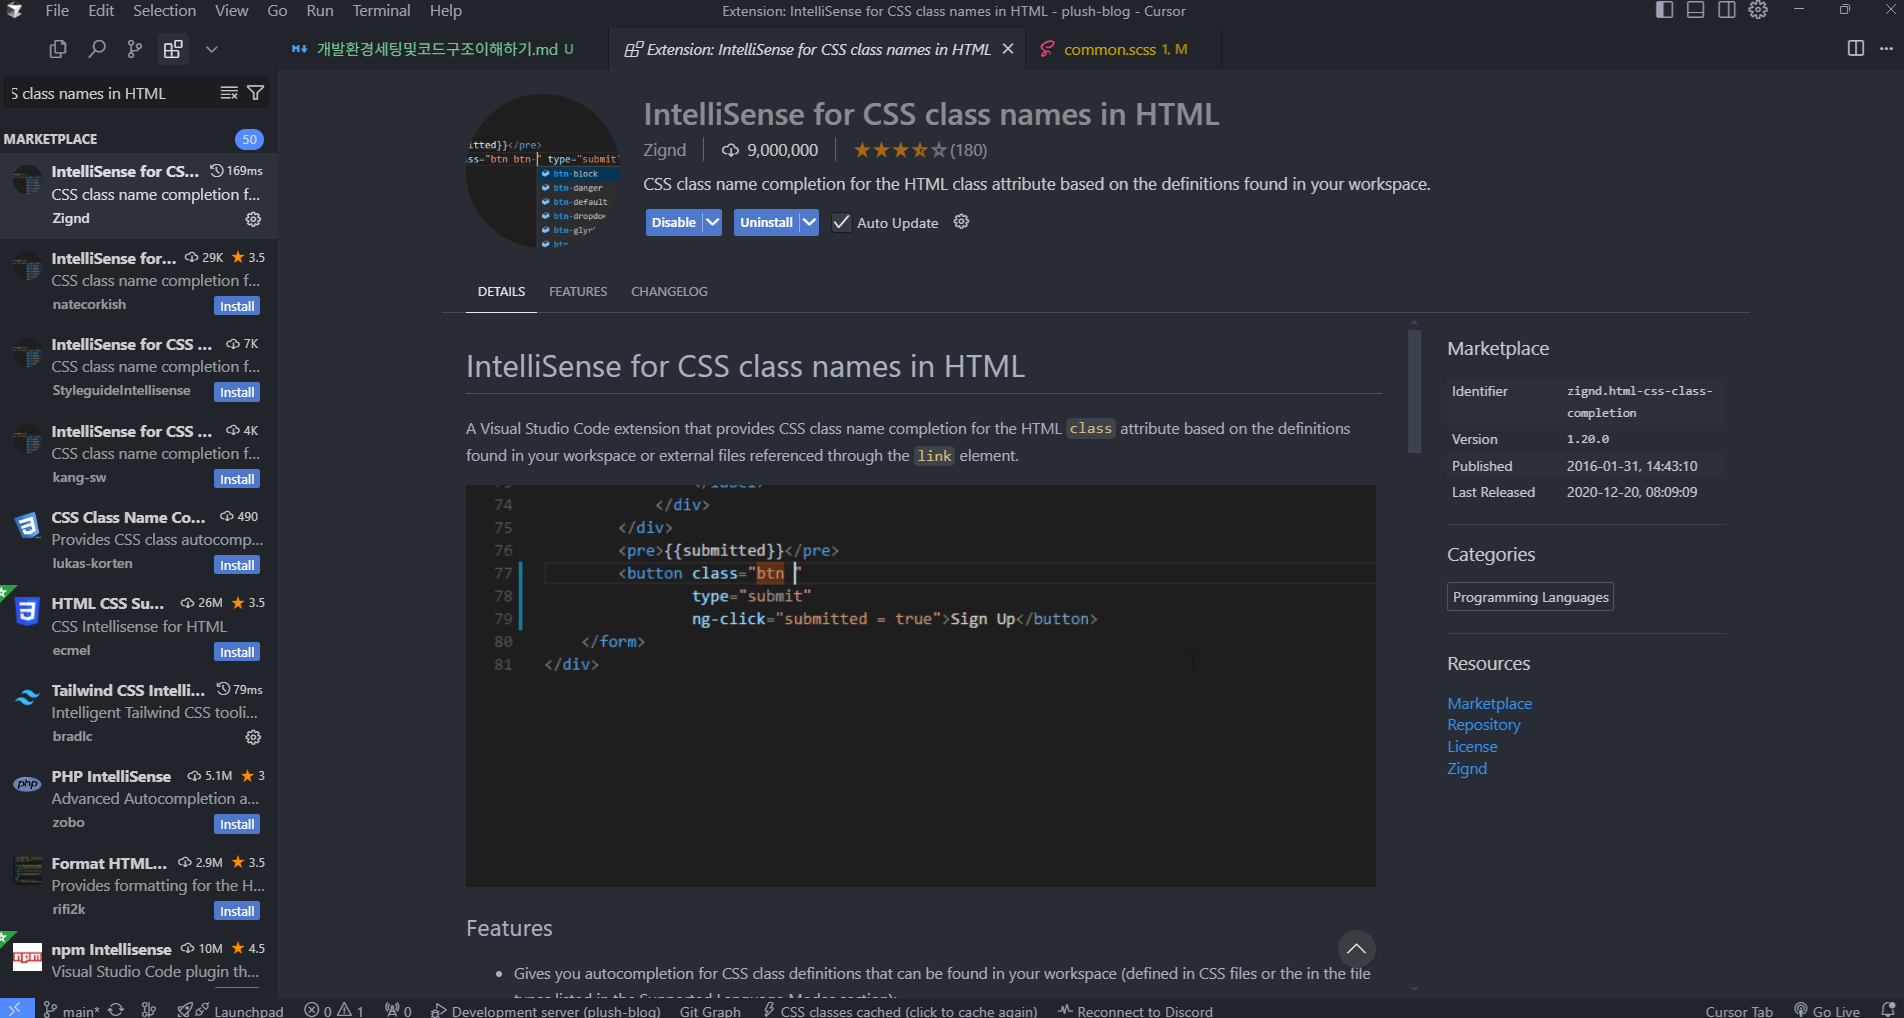 File Edit Selection View Go Run Terminal Help
Extension: IntelliSense for CSS class names in HTML - plush-blog - Cursor
개발환경세팅및코드구조이해하기.md U
Extension: IntelliSense for CSS class names in HTML
common.scss 1, M
S class names in HTML
MARKETPLACE 50
IntelliSense for CS... 169ms
CSS class name completion f...
Zignd
IntelliSense for... 29K 3.5
CSS class name completion f...
natecorkish Install
IntelliSense for CSS ... 7K
CSS class name completion f...
StyleguideIntellisense Install
IntelliSense for CSS ... 4K
CSS class name completion f...
kang-sw Install
CSS Class Name Co... 490
Provides CSS class autocomp...
lukas-korten Install
HTML CSS Su... 26M 3.5
CSS Intellisense for HTML
ecmel Install
Tailwind CSS Intelli... 79ms
Intelligent Tailwind CSS tooli...
bradlc
PHP IntelliSense 5.1M 3
Advanced Autocompletion a...
zobo Install
Format HTML... 2.9M 3.5
Provides formatting for the H...
rifi2k Install
npm Intellisense 10M 4.5
Visual Studio Code plugin th...
itted}}</pre>
ss="btn btn-" type="submit"
btn-block
btn-danger
btn-default
btn-dropdow
btn-glyr
btn-
IntelliSense for CSS class names in HTML
Zignd 9,000,000 (180)
CSS class name completion for the HTML class attribute based on the definitions found in your workspace.
Disable Uninstall Auto Update
DETAILS FEATURES CHANGELOG
IntelliSense for CSS class names in HTML
A Visual Studio Code extension that provides CSS class name completion for the HTML class attribute based on the definitions
found in your workspace or external files referenced through the link element.
74 </div>
75 </div>
76 <pre>{{submitted}}</pre>
77 <button class="btn "
78 type="submit"
79 ng-click="submitted = true">Sign Up</button>
80 </form>
81 </div>
Features
• Gives you autocompletion for CSS class definitions that can be found in your workspace (defined in CSS files or the in the file
types listed in the Supported Language Modes section);
Marketplace
Identifier zignd.html-css-class-
completion
Version 1.20.0
Published 2016-01-31, 14:43:10
Last Released 2020-12-20, 08:09:09
Categories
Programming Languages
Resources
Marketplace
Repository
License
Zignd
main* Launchpad 0 1 0 Development server (plush-blog) Git Graph CSS classes cached (click to cache again) Reconnect to Discord Cursor Tab Go Live